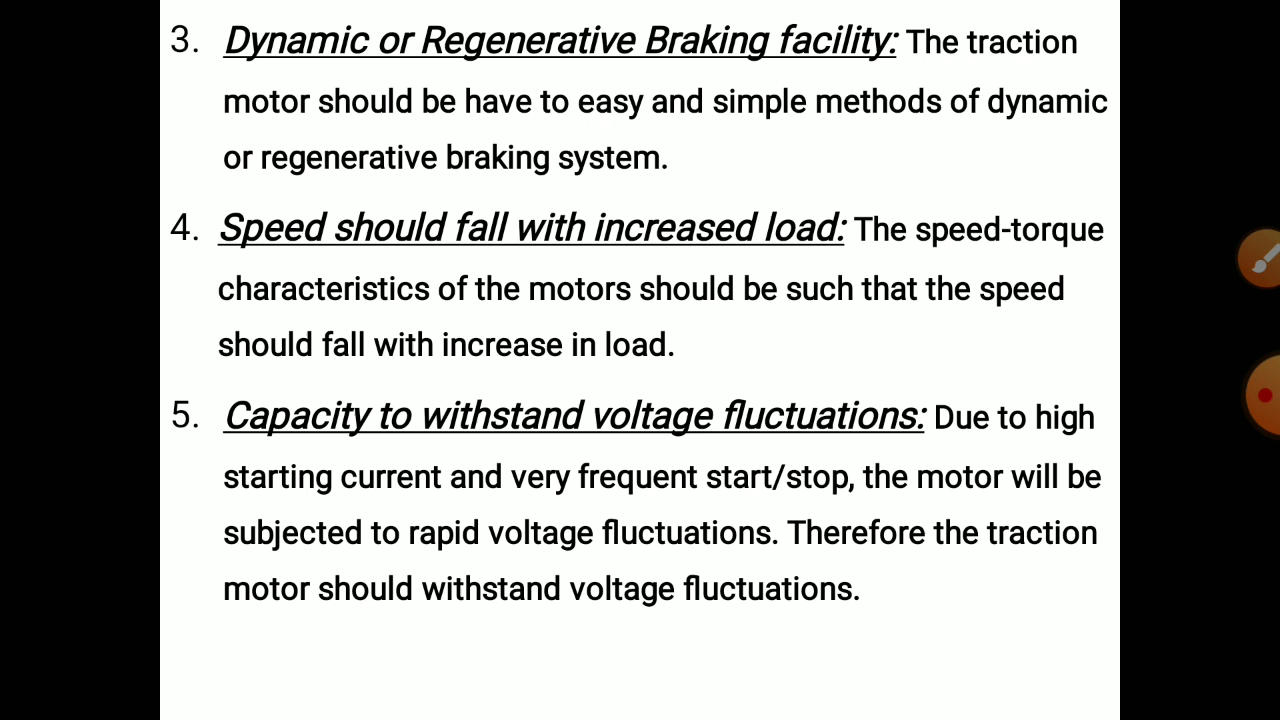 3. Dynamic or Regenerative Braking facility: The traction
motor should be have to easy and simple methods of dynamic
or regenerative braking system.
4. Speed should fall with increased load: The speed-torque
characteristics of the motors should be such that the speed
should fall with increase in load.
5. Capacity to withstand voltage fluctuations: Due to high
starting current and very frequent start/stop, the motor will be
subjected to rapid voltage fluctuations. Therefore the traction
motor should withstand voltage fluctuations.